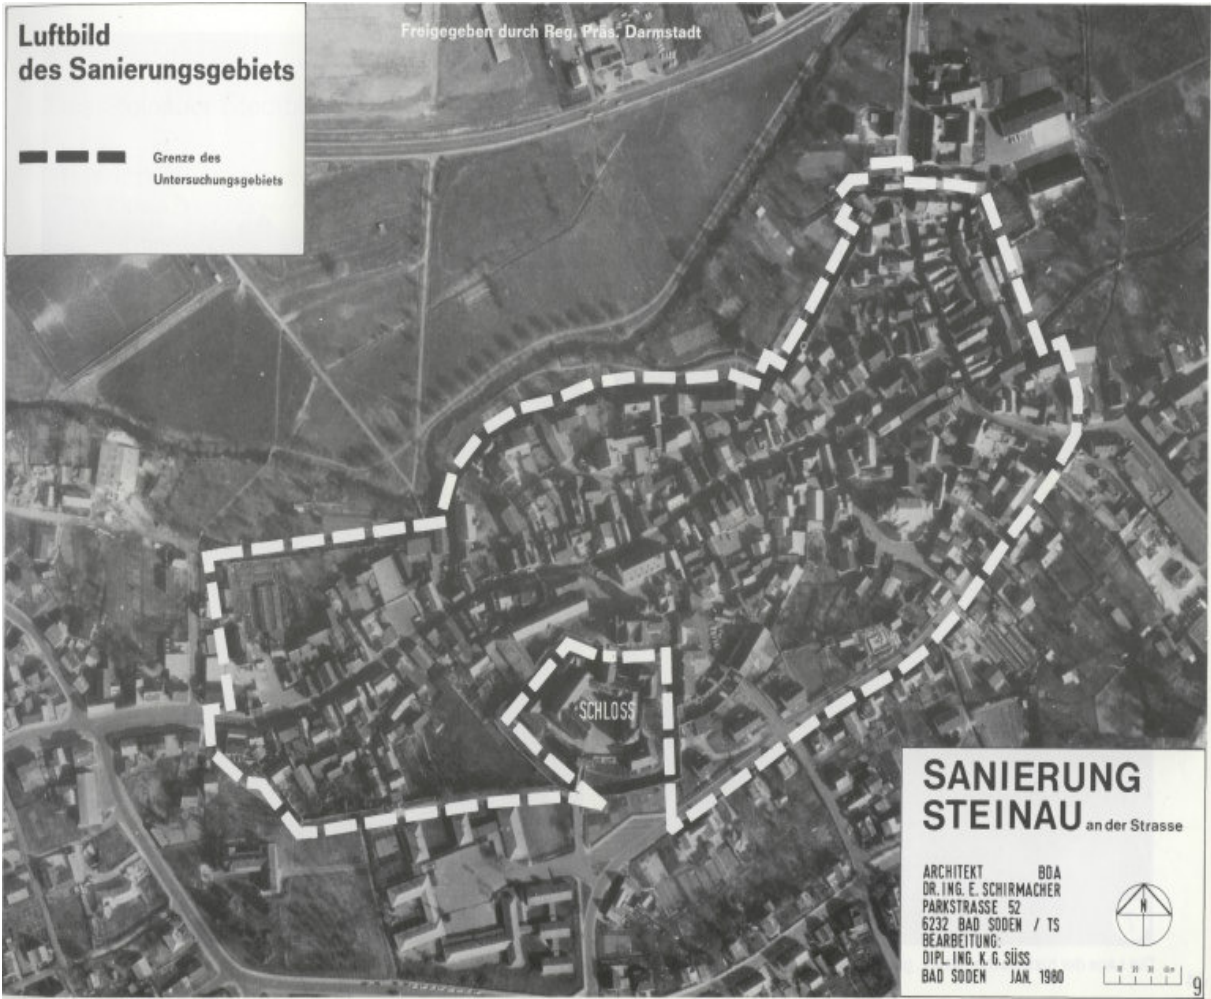 Luftbild
des Sanierungsgebiets
Freigegeben durch Reg. Präs. Darmstadt
Grenze des
Untersuchungsgebiets
SCHLOSS
SANIERUNG
STEINAU an der Strasse
ARCHITEKT BDA
DR. ING. E. SCHIRMACHER
PARKSTRASSE 52
6232 BAD SODEN / TS
BEARBEITUNG:
DIPL. ING. K. G. SÜSS
BAD SODEN JAN. 1980
N
9